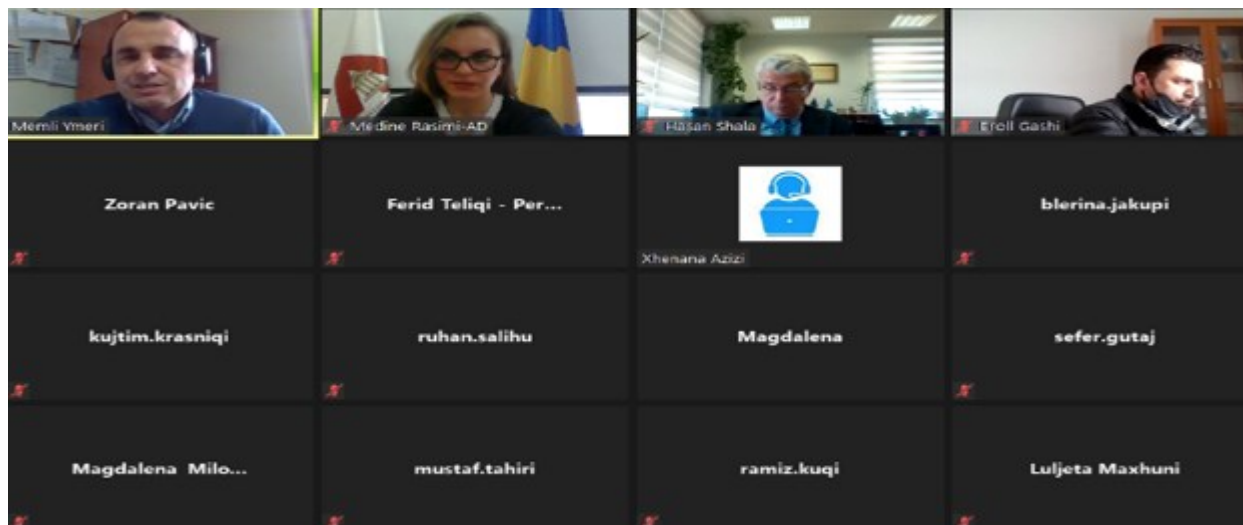 Memli Ymeri
Medine Rasimi-AD
Hasan Shala
Eroll Gashi
Zoran Pavic
Ferid Teliqi - Per...
Xhenana Azizi
blerina.jakupi
kujtim.krasniqi
ruhan.salihu
Magdalena
sefer.gutaj
Magdalena Milo...
mustaf.tahiri
ramiz.kuqi
Luljeta Maxhuni